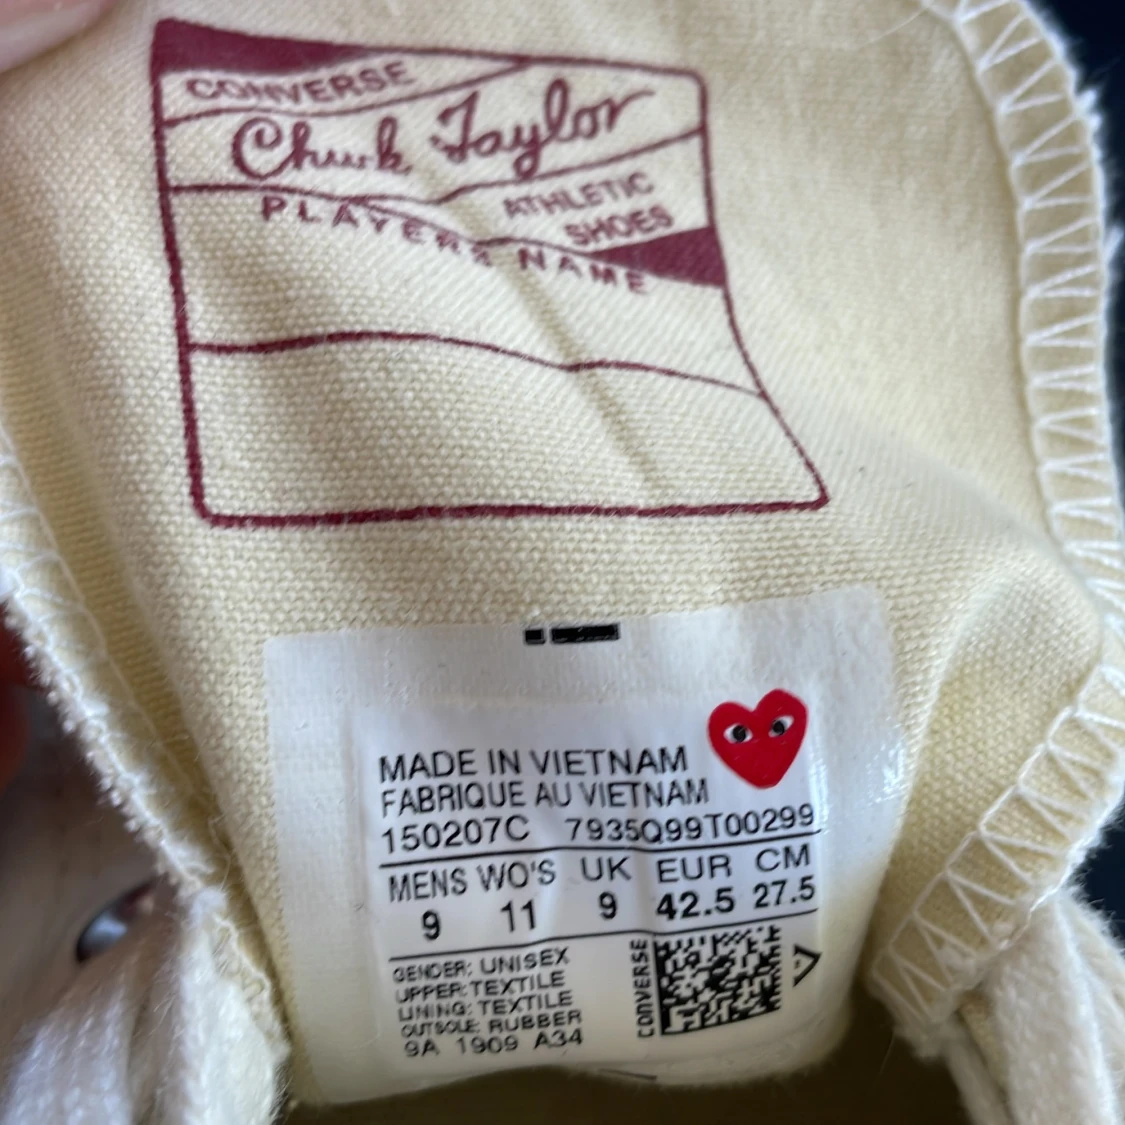 CONVERSE
Chuck Taylor
ATHLETIC
SHOES
PLAYERS NAME
MADE IN VIETNAM
FABRIQUE AU VIETNAM
150207C 7935Q99T00299
MENS WO'S UK EUR CM
9 11 9 42.5 27.5
GENDER: UNISEX
UPPER: TEXTILE
LINING: TEXTILE
OUTSOLE: RUBBER
9A 1909 A34
CONVERSE